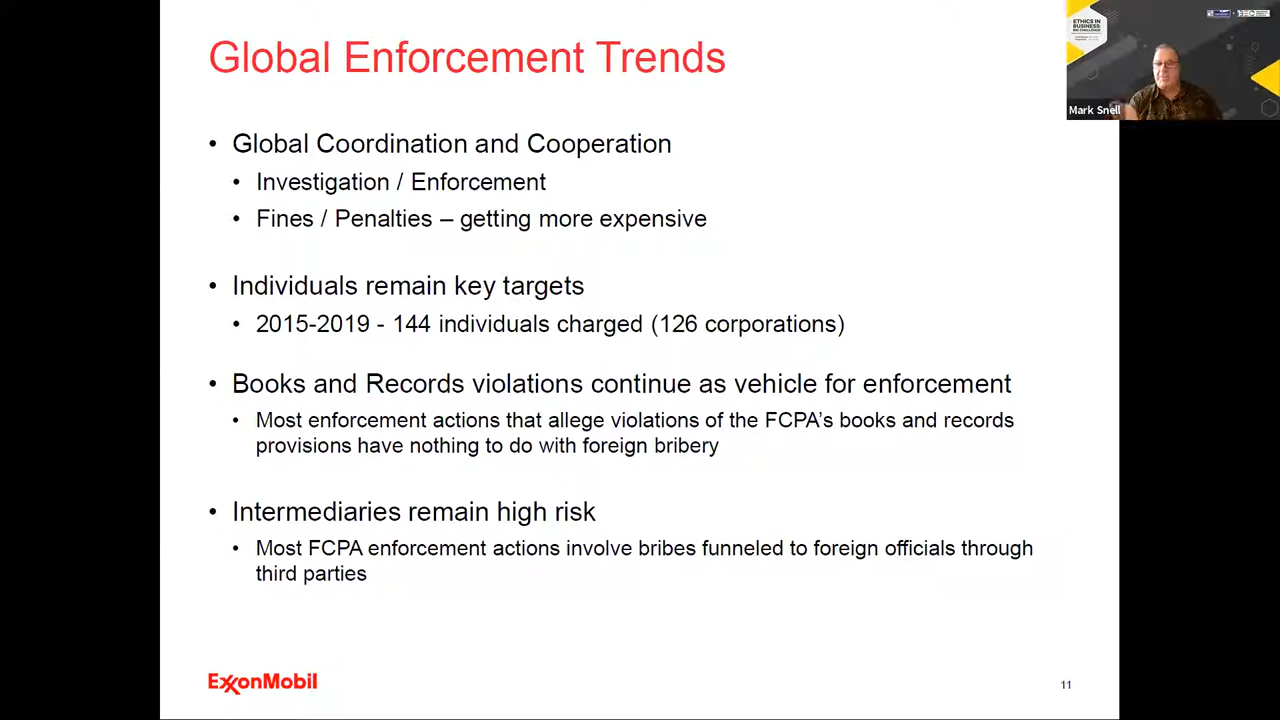 Global Enforcement Trends
• Global Coordination and Cooperation
• Investigation / Enforcement
• Fines / Penalties – getting more expensive
• Individuals remain key targets
• 2015-2019 - 144 individuals charged (126 corporations)
• Books and Records violations continue as vehicle for enforcement
• Most enforcement actions that allege violations of the FCPA's books and records
provisions have nothing to do with foreign bribery
• Intermediaries remain high risk
• Most FCPA enforcement actions involve bribes funneled to foreign officials through
third parties
ExxonMobil
11
ETHICS IN
BUSINESS:
BIG CHALLENGE
Mark Snell